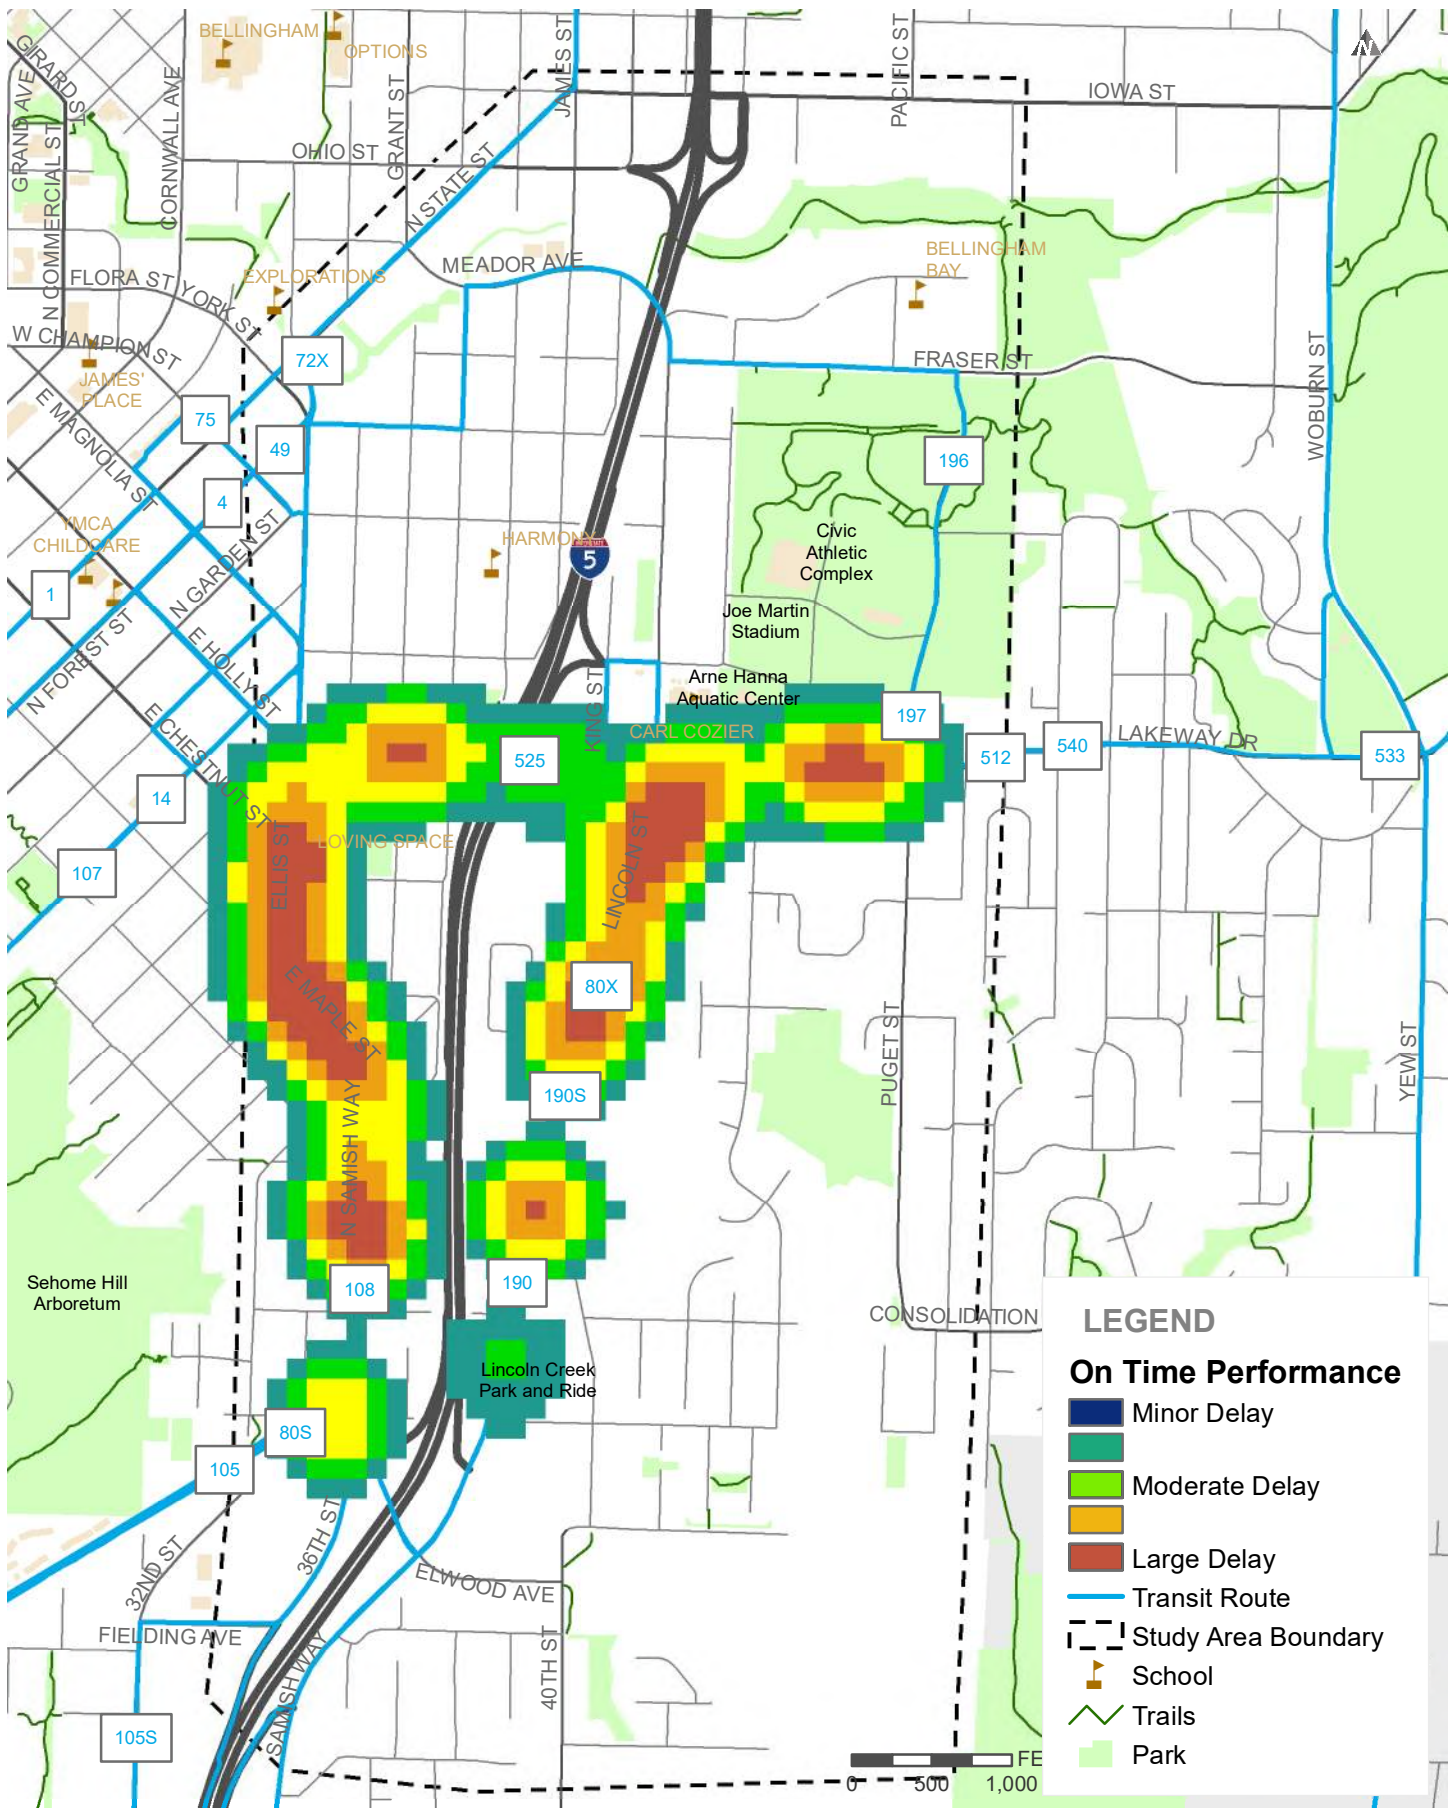 BELLINGHAM
OPTIONS
GIRARD ST
GRAND AVE
N COMMERCIAL ST
CORNWALL AVE
GRANT ST
JAMES ST
PACIFIC ST
N
IOWA ST
OHIO ST
N STATE ST
MEADOR AVE
BELLINGHAM
BAY
EXPLORATIONS
FLORA ST
YORK ST
W CHAMPION ST
72X
FRASER ST
WOBURN ST
JAMES'
PLACE
E MAGNOLIA ST
75
49
196
4
YMCA
CHILDCARE
HARMONY
INTERSTATE
5
Civic
Athletic
Complex
1
N GARDEN ST
N FOREST ST
E HOLLY ST
Joe Martin
Stadium
Arne Hanna
Aquatic Center
KING ST
E CHESTNUT ST
197
CARL COZIER
LAKEWAY DR
525
512
540
533
14
LOVING SPACE
107
ELLIS ST
LINCOLN ST
E MAPLE ST
80X
PUGET ST
YEW ST
190S
N SAMISH WAY
Sehome Hill
Arboretum
108
190
CONSOLIDATION
Lincoln Creek
Park and Ride
80S
105
36TH ST
32ND ST
ELWOOD AVE
FIELDING AVE
SAMISH WAY
40TH ST
105S
LEGEND
On Time Performance
Minor Delay
Moderate Delay
Large Delay
Transit Route
Study Area Boundary
School
Trails
Park
FE
0 500 1,000